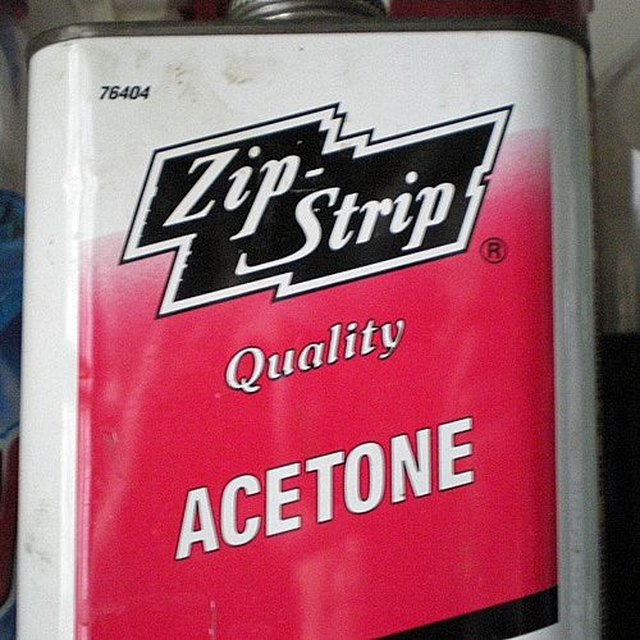 76404
Zip-
Strip
®
Quality
ACETONE